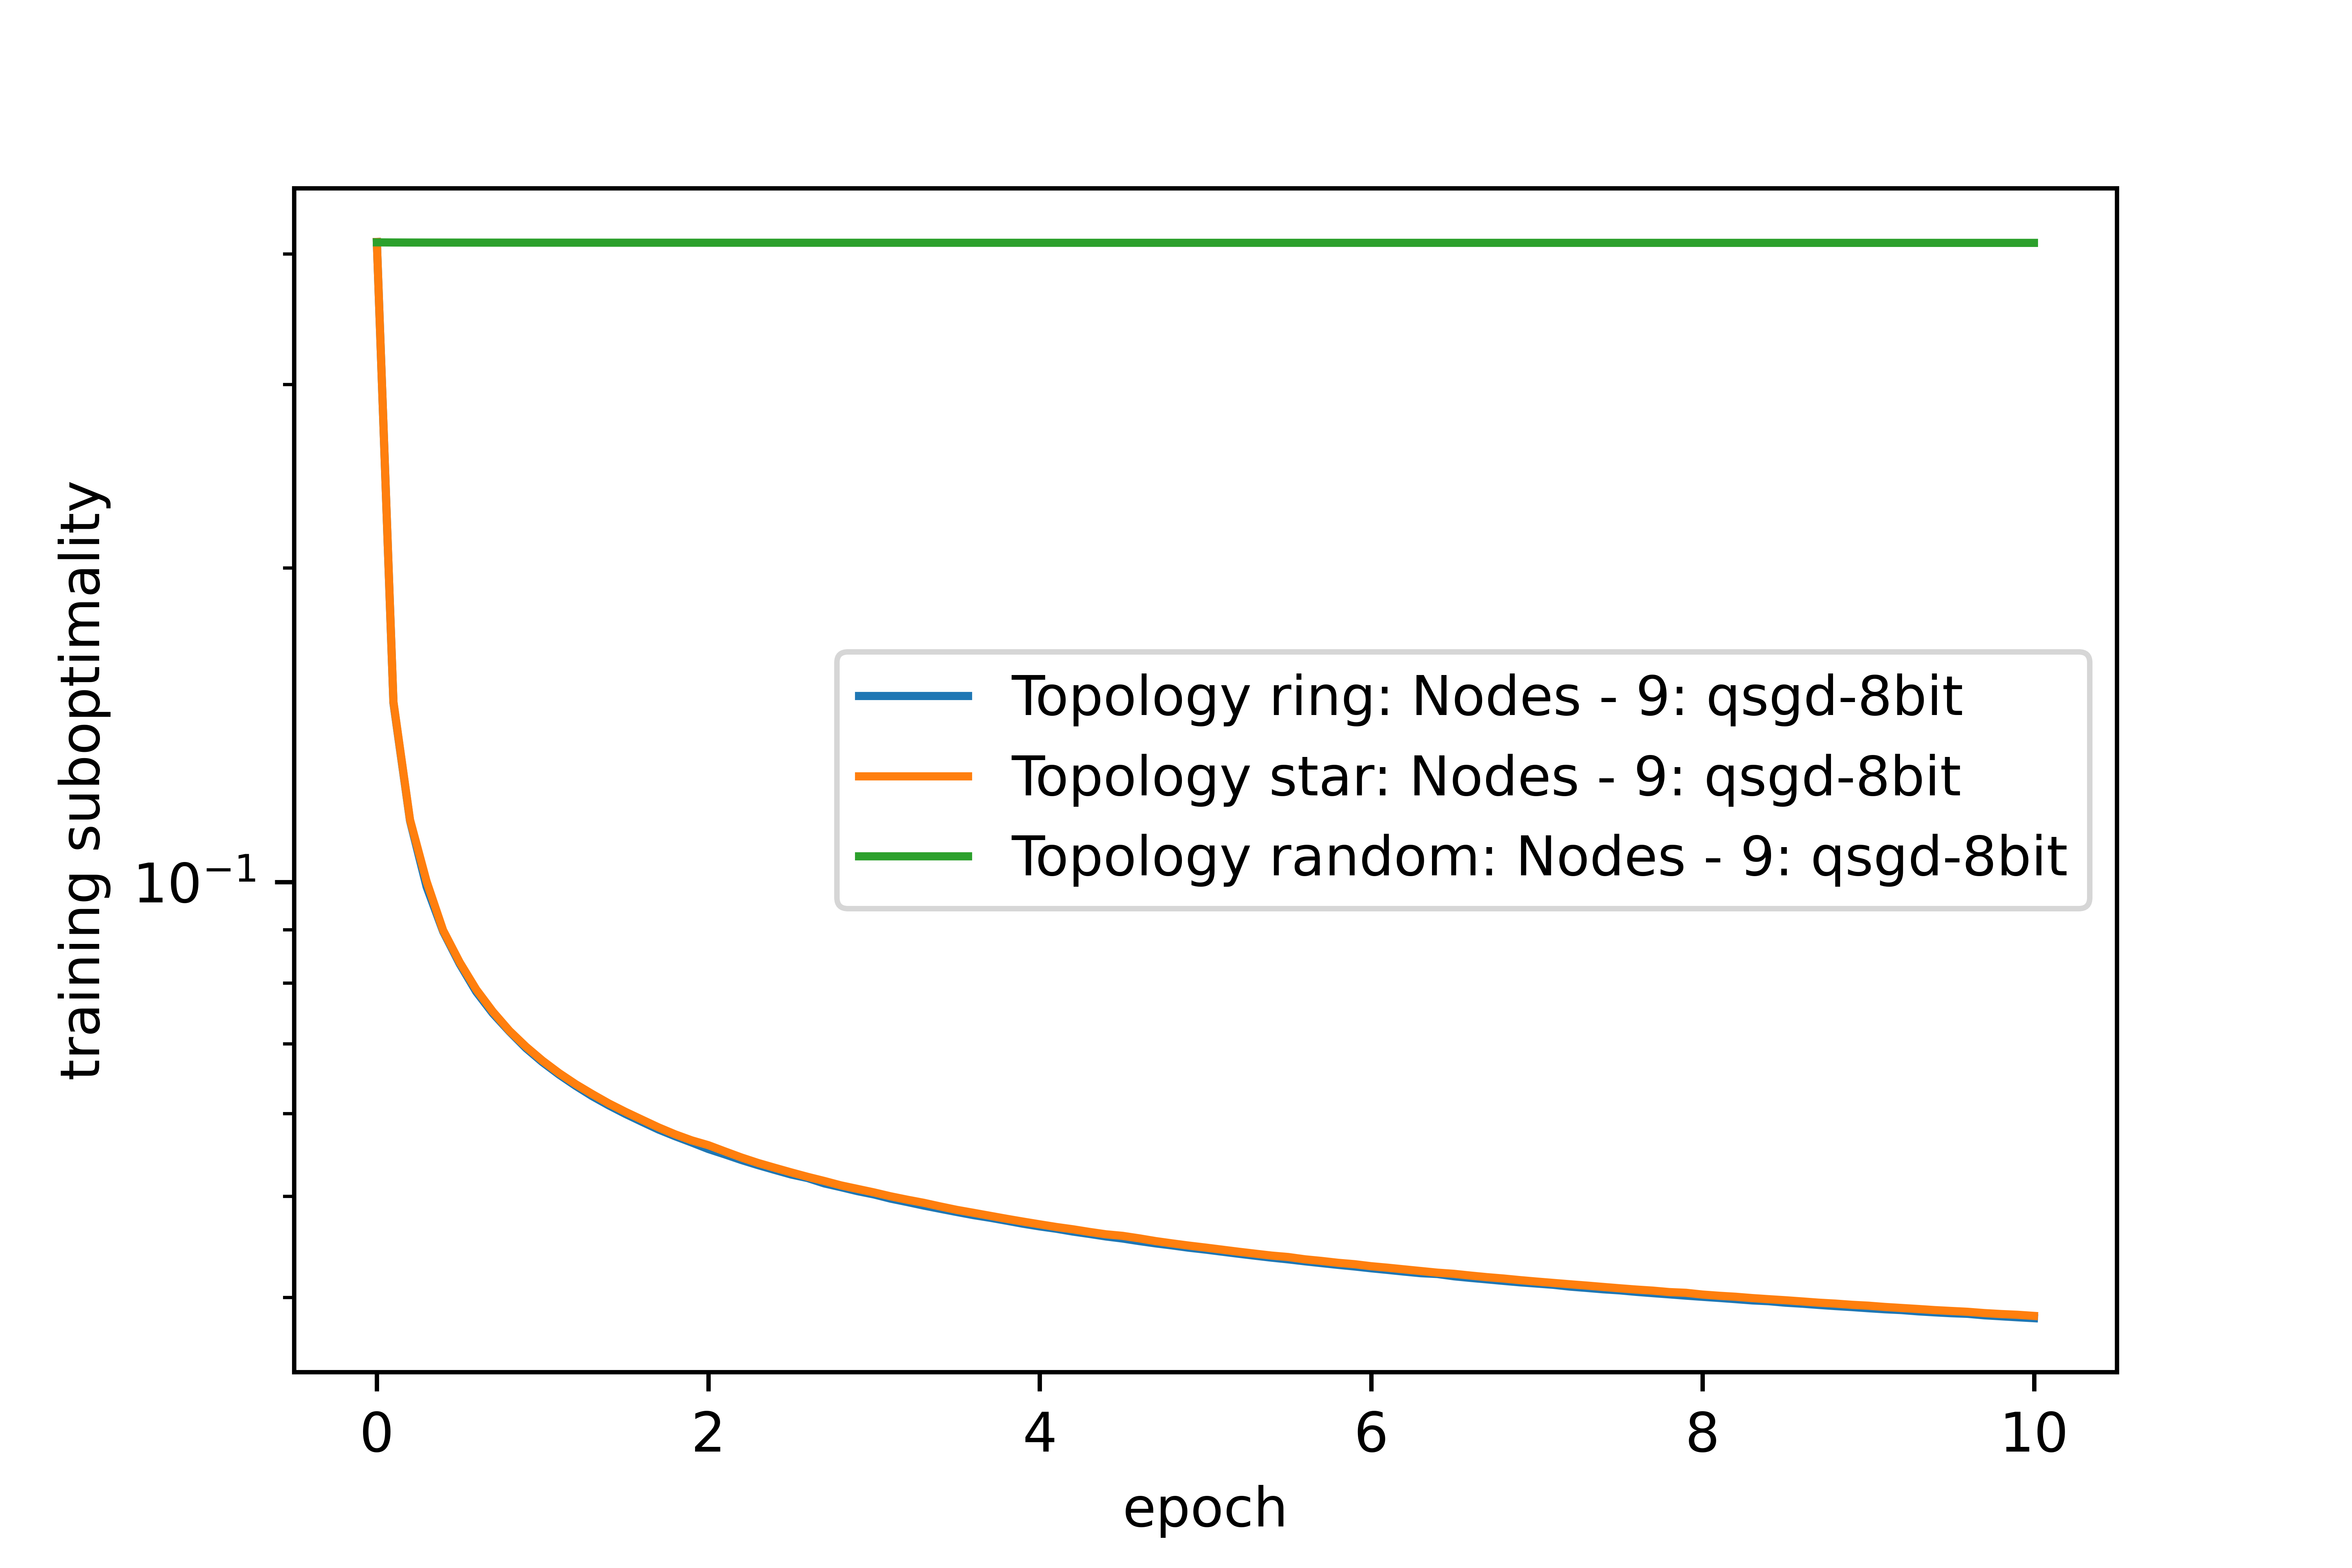 training suboptimality
10⁻¹
Topology ring: Nodes - 9: qsgd-8bit
Topology star: Nodes - 9: qsgd-8bit
Topology random: Nodes - 9: qsgd-8bit
0 2 4 6 8 10
epoch